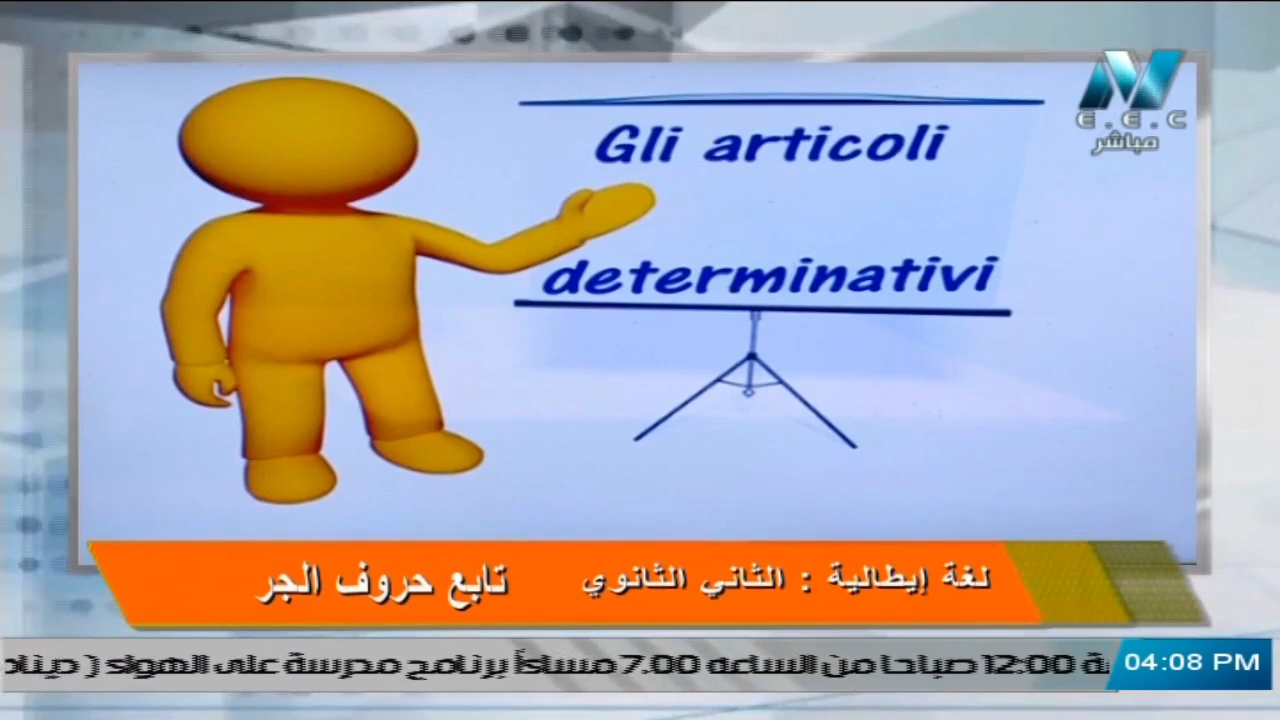 Gli articoli
determinativi
E.E.C
مباشر
لغة إيطالية : الثاني الثانوي تابع حروف الجر
12:00 صباحا من الساعه 7.00 مساءاً برنامج مدرسة على الهواء (
04:08 PM